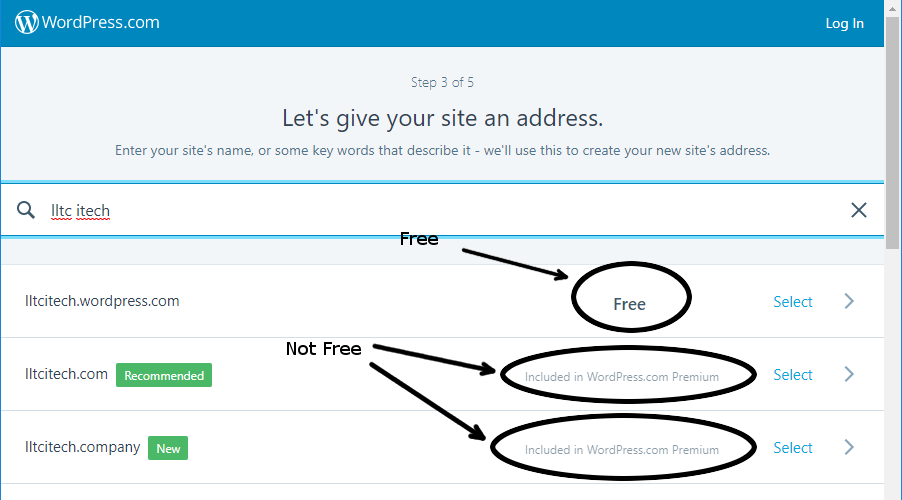 WordPress.com
Log In
Step 3 of 5
Let's give your site an address.
Enter your site's name, or some key words that describe it - we'll use this to create your new site's address.
lltc itech
Free
lltcitech.wordpress.com Free Select
Not Free
lltcitech.com Recommended Included in WordPress.com Premium Select
lltcitech.company New Included in WordPress.com Premium Select